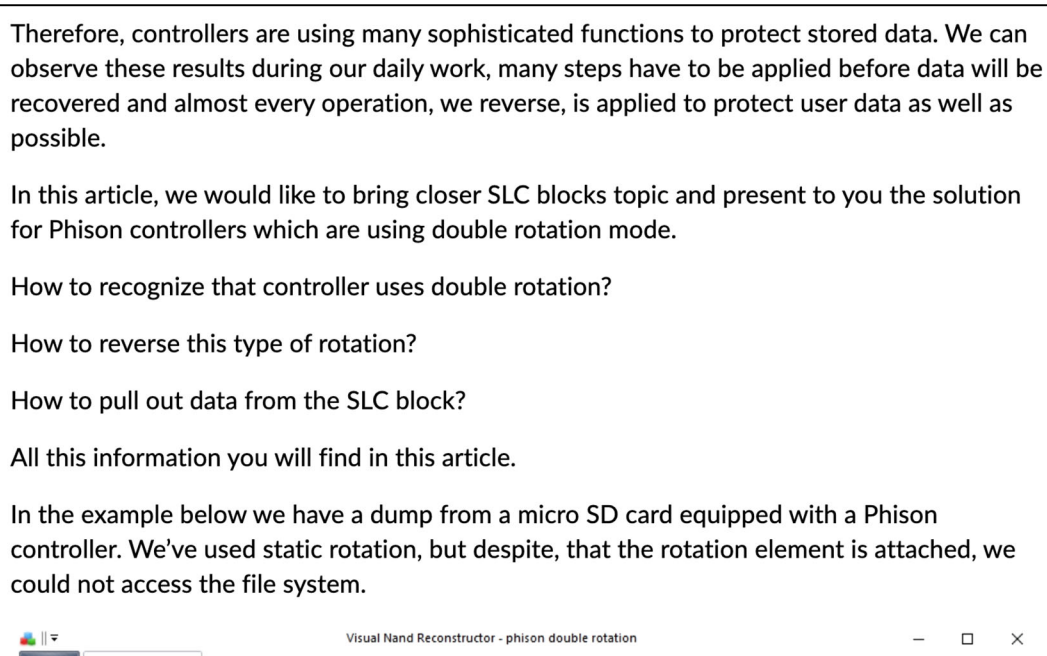 Therefore, controllers are using many sophisticated functions to protect stored data. We can
observe these results during our daily work, many steps have to be applied before data will be
recovered and almost every operation, we reverse, is applied to protect user data as well as
possible.
In this article, we would like to bring closer SLC blocks topic and present to you the solution
for Phison controllers which are using double rotation mode.
How to recognize that controller uses double rotation?
How to reverse this type of rotation?
How to pull out data from the SLC block?
All this information you will find in this article.
In the example below we have a dump from a micro SD card equipped with a Phison
controller. We’ve used static rotation, but despite, that the rotation element is attached, we
could not access the file system.
Visual Nand Reconstructor - phison double rotation